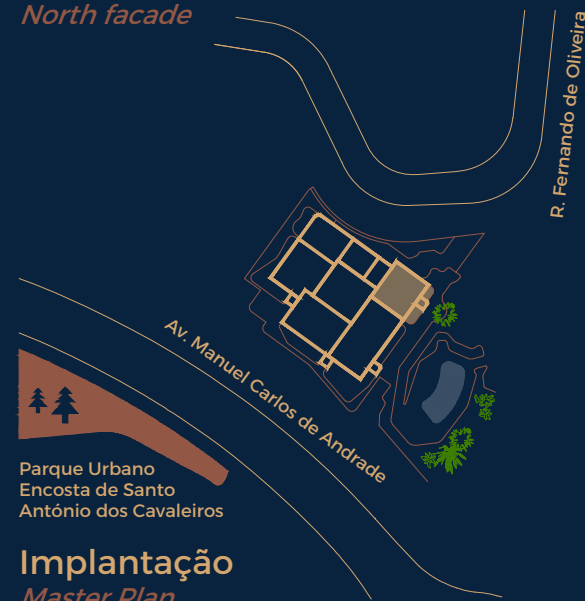 North facade
R. Fernando de Oliveira
Av. Manuel Carlos de Andrade
Parque Urbano
Encosta de Santo
António dos Cavaleiros
Implantação
Master Plan